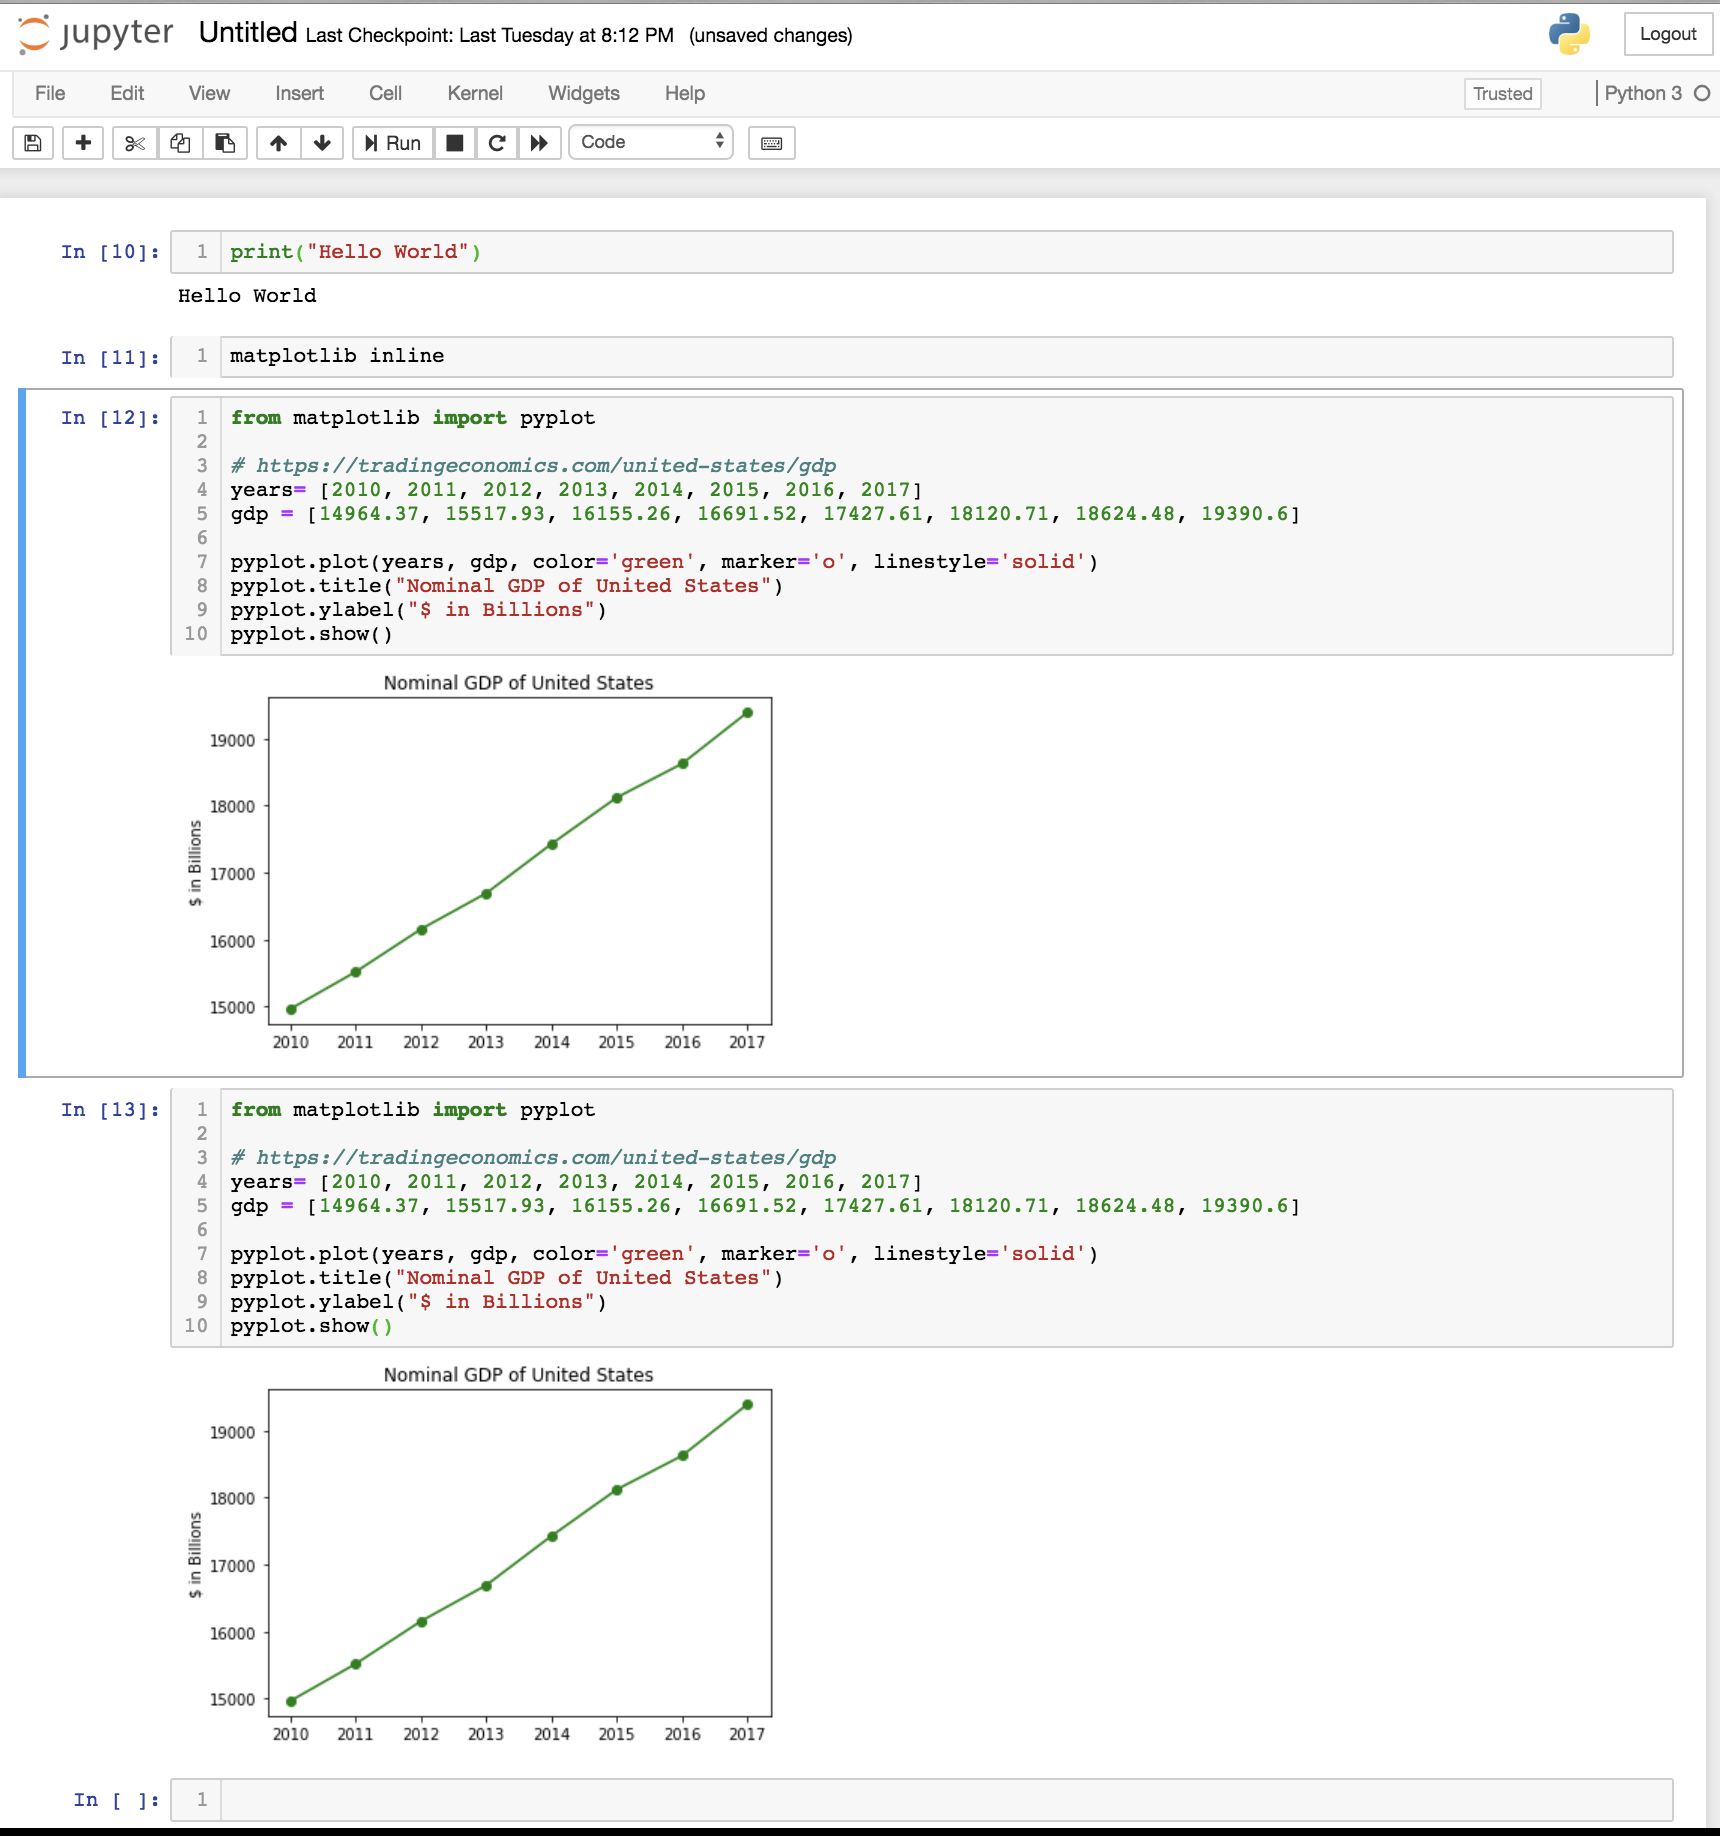 jupyter Untitled Last Checkpoint: Last Tuesday at 8:12 PM (unsaved changes) Logout
File Edit View Insert Cell Kernel Widgets Help Trusted Python 3
Run Code
In [10]: 1 print("Hello World")
Hello World
In [11]: 1 matplotlib inline
In [12]: 1 from matplotlib import pyplot
2
3 # https://tradingeconomics.com/united-states/gdp
4 years= [2010, 2011, 2012, 2013, 2014, 2015, 2016, 2017]
5 gdp = [14964.37, 15517.93, 16155.26, 16691.52, 17427.61, 18120.71, 18624.48, 19390.6]
6
7 pyplot.plot(years, gdp, color='green', marker='o', linestyle='solid')
8 pyplot.title("Nominal GDP of United States")
9 pyplot.ylabel("$ in Billions")
10 pyplot.show()
Nominal GDP of United States
19000
18000
17000
16000
15000
$ in Billions
2010 2011 2012 2013 2014 2015 2016 2017
In [13]: 1 from matplotlib import pyplot
2
3 # https://tradingeconomics.com/united-states/gdp
4 years= [2010, 2011, 2012, 2013, 2014, 2015, 2016, 2017]
5 gdp = [14964.37, 15517.93, 16155.26, 16691.52, 17427.61, 18120.71, 18624.48, 19390.6]
6
7 pyplot.plot(years, gdp, color='green', marker='o', linestyle='solid')
8 pyplot.title("Nominal GDP of United States")
9 pyplot.ylabel("$ in Billions")
10 pyplot.show()
Nominal GDP of United States
19000
18000
17000
16000
15000
$ in Billions
2010 2011 2012 2013 2014 2015 2016 2017
In [ ]: 1